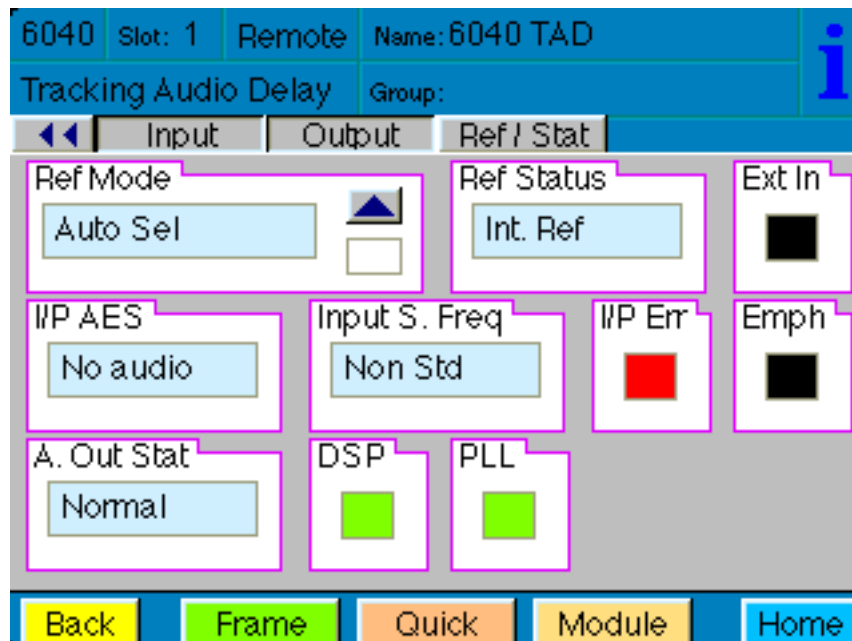 6040 Slot: 1 Remote Name: 6040 TAD
i
Tracking Audio Delay Group:
Input Output Ref / Stat
Ref Mode Ref Status Ext In
Auto Sel Int. Ref
I/P AES Input S. Freq I/P Err Emph
No audio Non Std
A. Out Stat DSP PLL
Normal
Back Frame Quick Module Home